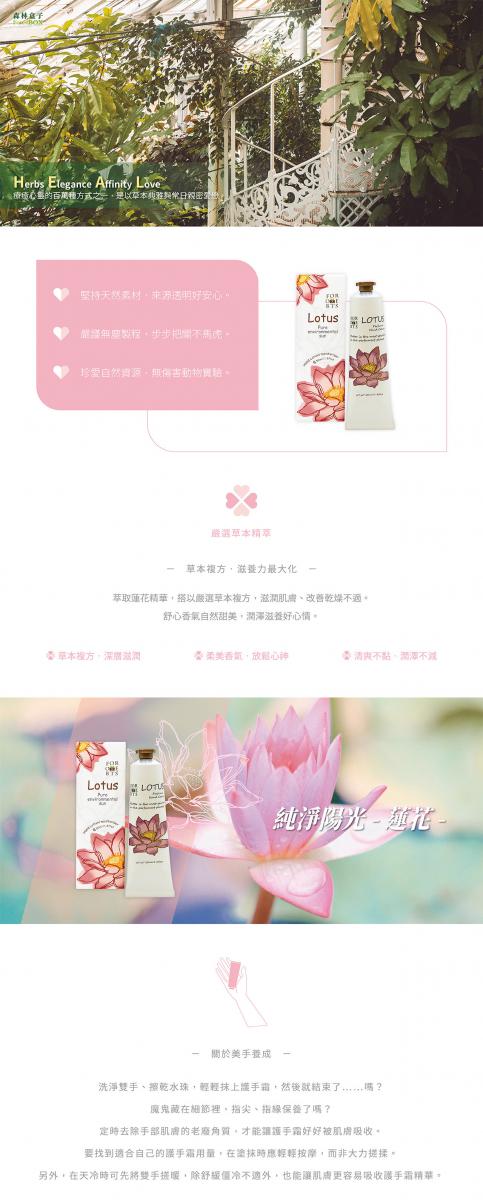 森林盒子
ForestBOX
Herbs Elegance Affinity Love
療癒心靈的百萬種方式之一，是以草本典雅與常日親密愛戀
堅持天然素材，來源透明好安心。
嚴謹無塵製程，步步把關不馬虎。
珍愛自然資源，無傷害動物實驗。
FOR
BTS
Lotus
Pure
environmental
sun
LOTUS
嚴選草本精萃
－ 草本複方．滋養力最大化 －
萃取蓮花精華，搭以嚴選草本複方，滋潤肌膚、改善乾燥不適。
舒心香氣自然甜美，潤澤滋養好心情。
草本複方、深層滋潤
柔美香氣、放鬆心神
清爽不黏、潤澤不減
FOR
BTS
Lotus
Pure
environmental
sun
LOTUS
純淨陽光 - 蓮花 -
－ 關於美手養成 －
洗淨雙手、擦乾水珠，輕輕抹上護手霜，然後就結束了……嗎？
魔鬼藏在細節裡，指尖、指緣保養了嗎？
定時去除手部肌膚的老廢角質，才能讓護手霜好好被肌膚吸收。
要找到適合自己的護手霜用量，在塗抹時應輕輕按摩，而非大力搓揉。
另外，在天冷時可先將雙手搓暖，除舒緩僵冷不適外，也能讓肌膚更容易吸收護手霜精華。